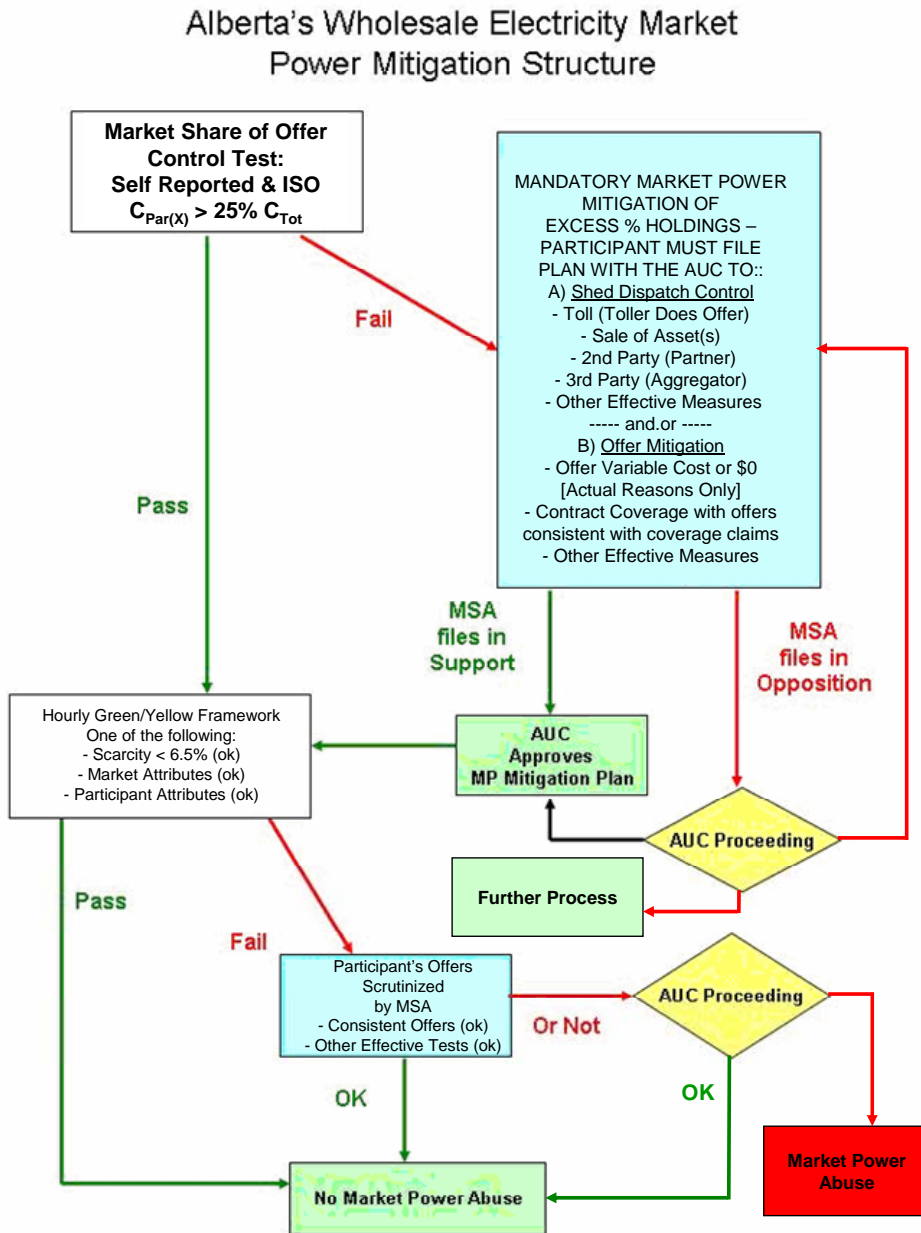 Alberta's Wholesale Electricity Market
Power Mitigation Structure
Market Share of Offer
Control Test:
Self Reported & ISO
C_Par(X) > 25% C_Tot
MANDATORY MARKET POWER
MITIGATION OF
EXCESS % HOLDINGS –
PARTICIPANT MUST FILE
PLAN WITH THE AUC TO::
A) Shed Dispatch Control
- Toll (Toller Does Offer)
- Sale of Asset(s)
- 2nd Party (Partner)
- 3rd Party (Aggregator)
- Other Effective Measures
----- and.or -----
B) Offer Mitigation
- Offer Variable Cost or $0
[Actual Reasons Only]
- Contract Coverage with offers
consistent with coverage claims
- Other Effective Measures
Fail
Pass
MSA
files in
Support
MSA
files in
Opposition
Hourly Green/Yellow Framework
One of the following:
- Scarcity < 6.5% (ok)
- Market Attributes (ok)
- Participant Attributes (ok)
AUC
Approves
MP Mitigation Plan
AUC Proceeding
Further Process
Pass
Fail
Participant's Offers
Scrutinized
by MSA
- Consistent Offers (ok)
- Other Effective Tests (ok)
Or Not
AUC Proceeding
OK
OK
No Market Power Abuse
Market Power
Abuse